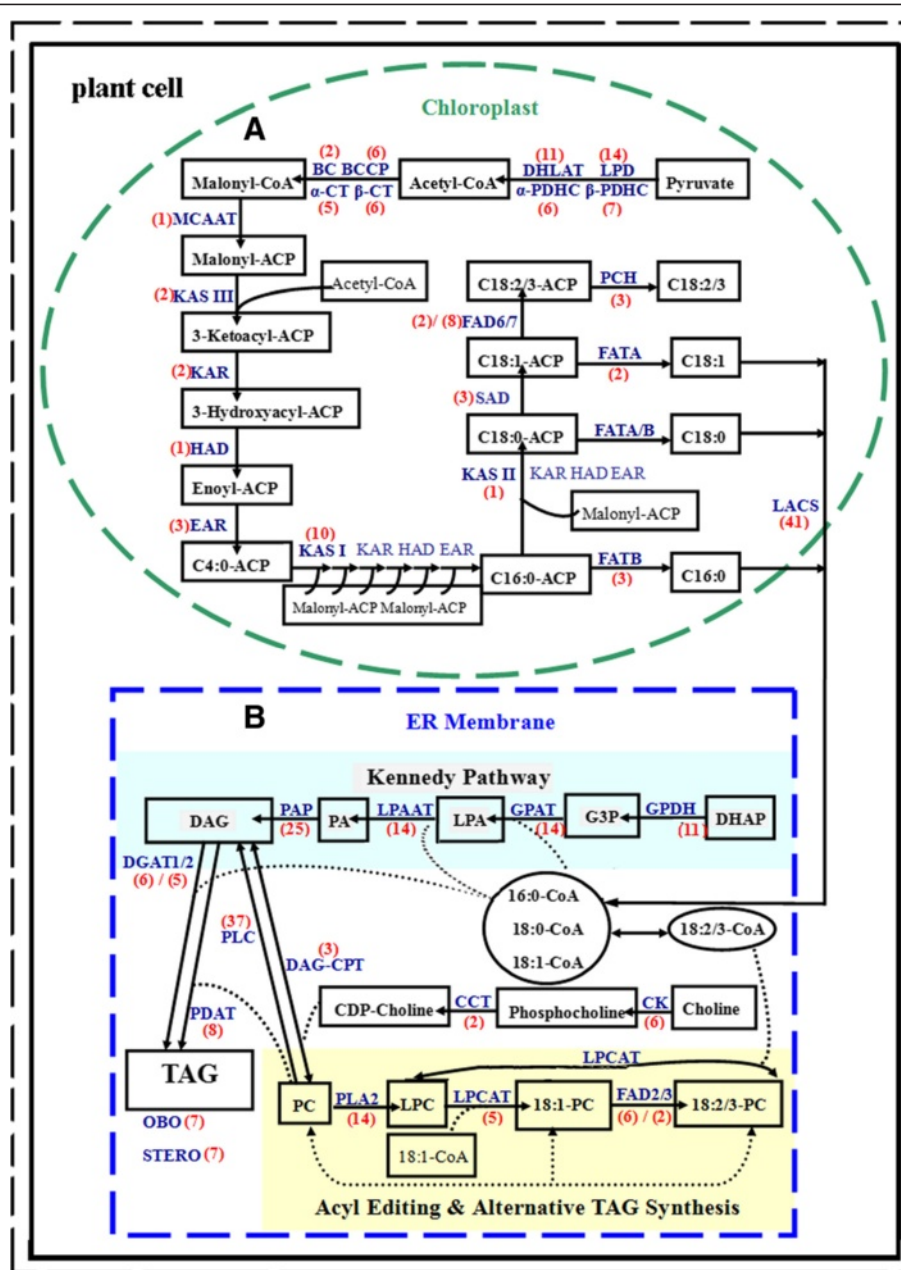 plant cell
Chloroplast
A
(2) (6)
BC BCCP
Malonyl-CoA
α-CT β-CT
(5) (6)
Acetyl-CoA
(11) (14)
DHLAT LPD
α-PDHC β-PDHC
(6) (7)
Pyruvate
(1)MCAAT
Malonyl-ACP
(2)KAS III
Acetyl-CoA
3-Ketoacyl-ACP
(2)KAR
3-Hydroxyacyl-ACP
(1)HAD
Enoyl-ACP
(3)EAR
C4:0-ACP
(10)
KAS I KAR HAD EAR
Malonyl-ACP Malonyl-ACP
C16:0-ACP
C18:2/3-ACP
PCH
(3)
C18:2/3
(2)/ (8)FAD6/7
C18:1-ACP
FATA
(2)
C18:1
(3)SAD
C18:0-ACP
FATA/B
C18:0
KAS II
(1)
KAR HAD EAR
Malonyl-ACP
FATB
(3)
C16:0
LACS
(41)
B
ER Membrane
Kennedy Pathway
DAG
PAP
(25)
PA
LPAAT
(14)
LPA
GPAT
(14)
G3P
GPDH
(11)
DHAP
DGAT1/2
(6) / (5)
16:0-CoA
18:0-CoA
18:1-CoA
18:2/3-CoA
(37)
PLC
(3)
DAG-CPT
CDP-Choline
CCT
(2)
Phosphocholine
CK
(6)
Choline
PDAT
(8)
TAG
OBO (7)
STERO (7)
LPCAT
PC
PLA2
(14)
LPC
LPCAT
(5)
18:1-PC
FAD2/3
(6) / (2)
18:2/3-PC
18:1-CoA
Acyl Editing & Alternative TAG Synthesis